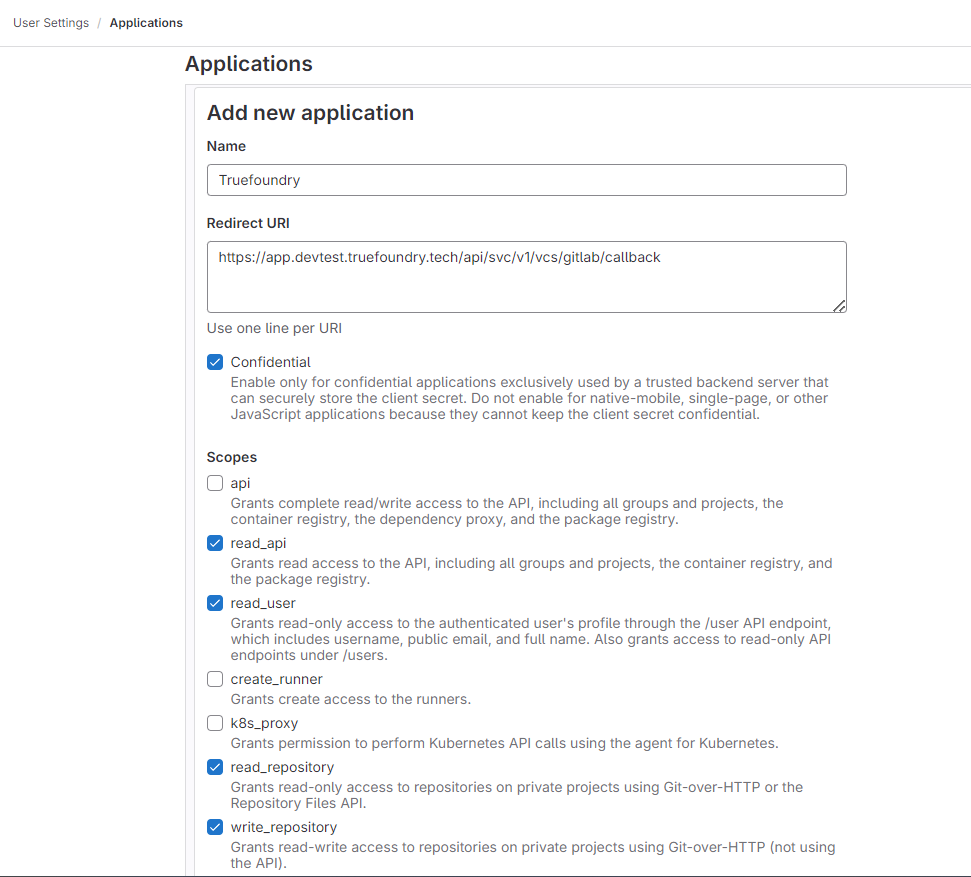 User Settings / Applications
Applications
Add new application
Name
Truefoundry
Redirect URI
https://app.devtest.truefoundry.tech/api/svc/v1/vcs/gitlab/callback
Use one line per URI
Confidential
Enable only for confidential applications exclusively used by a trusted backend server that
can securely store the client secret. Do not enable for native-mobile, single-page, or other
JavaScript applications because they cannot keep the client secret confidential.
Scopes
api
Grants complete read/write access to the API, including all groups and projects, the
container registry, the dependency proxy, and the package registry.
read_api
Grants read access to the API, including all groups and projects, the container registry, and
the package registry.
read_user
Grants read-only access to the authenticated user's profile through the /user API endpoint,
which includes username, public email, and full name. Also grants access to read-only API
endpoints under /users.
create_runner
Grants create access to the runners.
k8s_proxy
Grants permission to perform Kubernetes API calls using the agent for Kubernetes.
read_repository
Grants read-only access to repositories on private projects using Git-over-HTTP or the
Repository Files API.
write_repository
Grants read-write access to repositories on private projects using Git-over-HTTP (not using
the API).